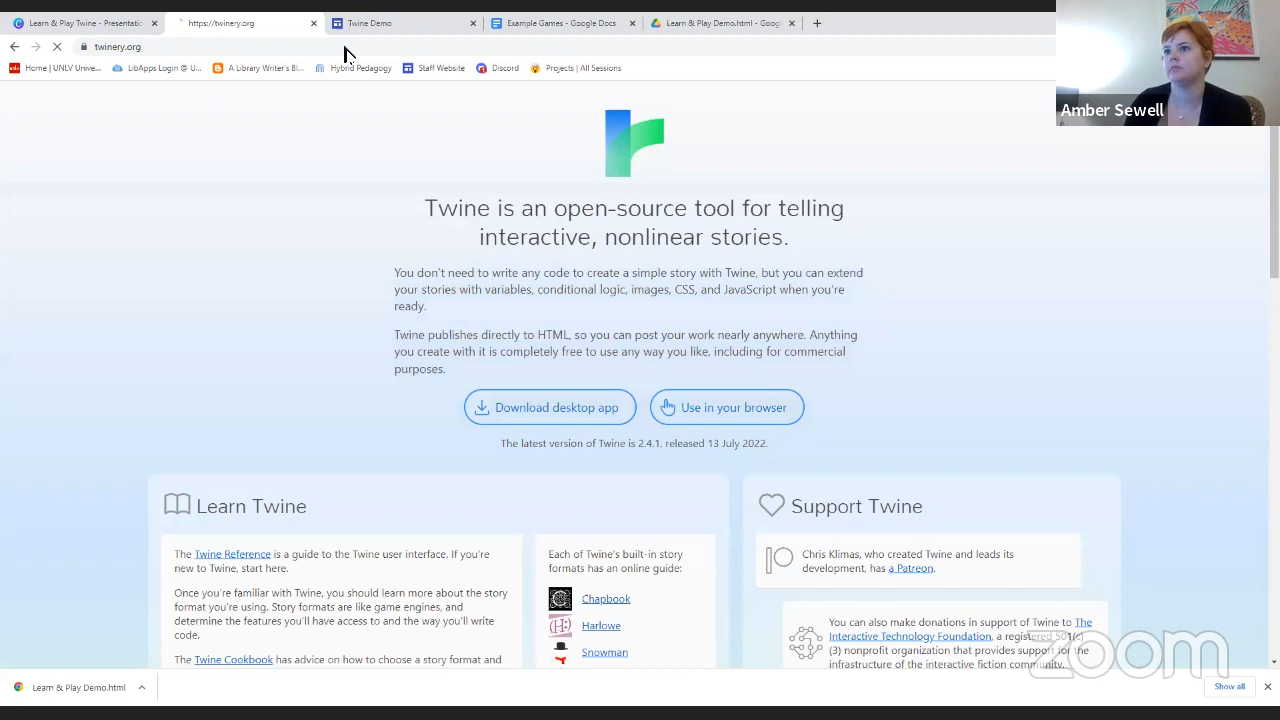 Learn & Play Twine - Presentatio
https://twinery.org
Twine Demo
Example Games - Google Docs
Learn & Play Demo.html - Goog
twinery.org
Home | UNLV Unive...
LibApps Login @ U...
A Library Writer's Bl...
Hybrid Pedagogy
Staff Website
Discord
Projects | All Sessions
Amber Sewell
Twine is an open-source tool for telling
interactive, nonlinear stories.
You don't need to write any code to create a simple story with Twine, but you can extend
your stories with variables, conditional logic, images, CSS, and JavaScript when you're
ready.
Twine publishes directly to HTML, so you can post your work nearly anywhere. Anything
you create with it is completely free to use any way you like, including for commercial
purposes.
Download desktop app
Use in your browser
The latest version of Twine is 2.4.1, released 13 July 2022.
Learn Twine
The Twine Reference is a guide to the Twine user interface. If you're
new to Twine, start here.
Once you're familiar with Twine, you should learn more about the story
format you're using. Story formats are like game engines, and
determine the features you'll have access to and the way you'll write
code.
The Twine Cookbook has advice on how to choose a story format and
Each of Twine's built-in story
formats has an online guide:
Chapbook
Harlowe
Snowman
Support Twine
Chris Klimas, who created Twine and leads its
development, has a Patreon.
You can also make donations in support of Twine to The
Interactive Technology Foundation, a registered 501(c)
(3) nonprofit organization that provides support for the
infrastructure of the interactive fiction community.
zoom
Learn & Play Demo.html
Show all